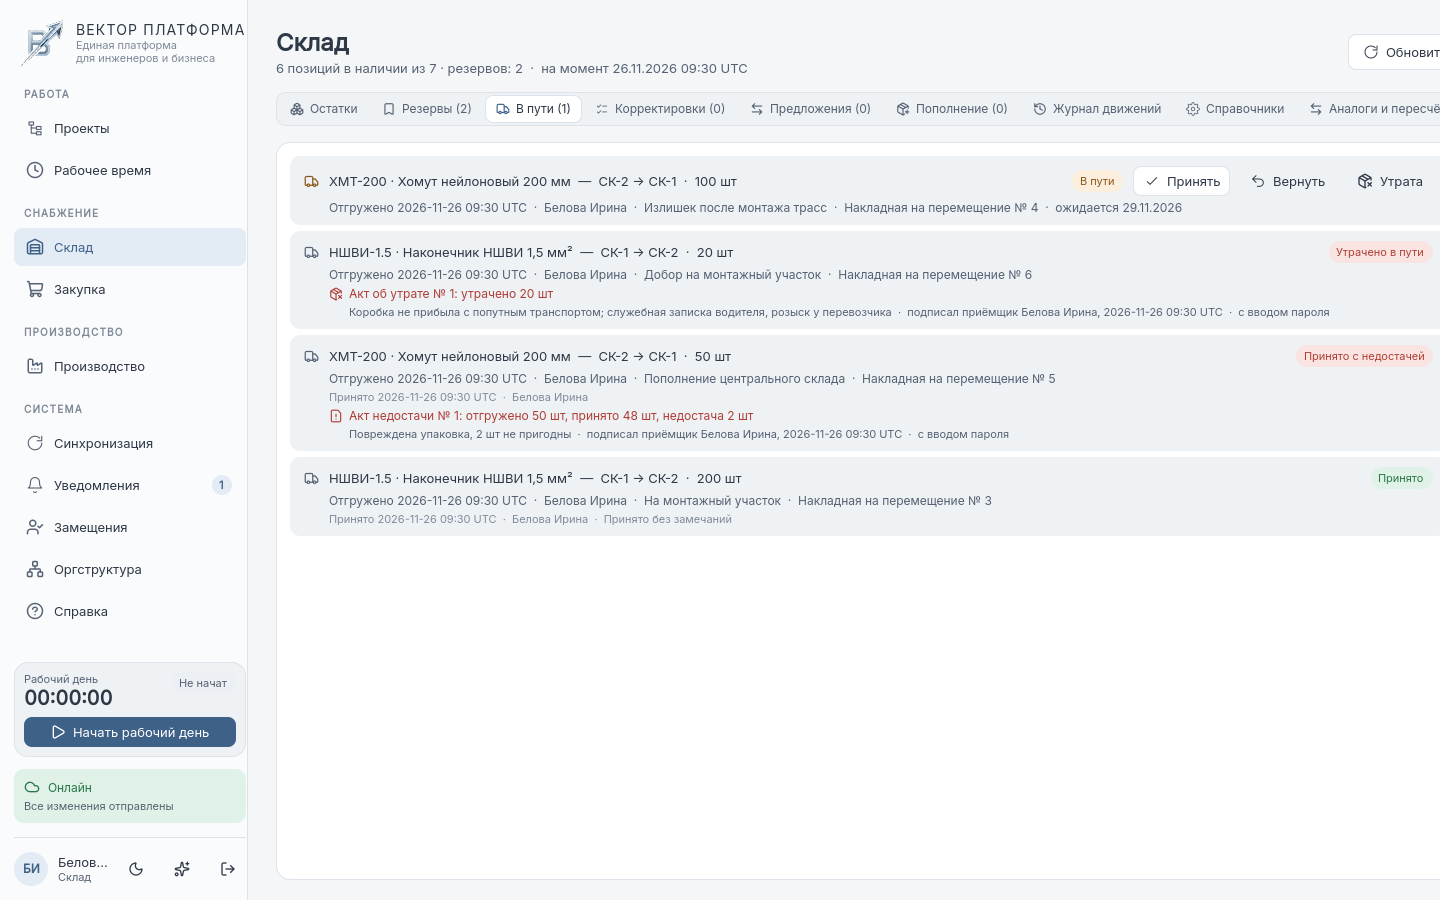 ВЕКТОР ПЛАТФОРМА
Единая платформа
для инженеров и бизнеса
РАБОТА
Проекты
Рабочее время
СНАБЖЕНИЕ
Склад
Закупка
ПРОИЗВОДСТВО
Производство
СИСТЕМА
Синхронизация
Уведомления 1
Замещения
Оргструктура
Справка
Рабочий день
Не начат
00:00:00
Начать рабочий день
Онлайн
Все изменения отправлены
БИ
Белов...
Склад
Склад
6 позиций в наличии из 7 · резервов: 2 · на момент 26.11.2026 09:30 UTC
Обновит
Остатки Резервы (2) В пути (1) Корректировки (0) Предложения (0) Пополнение (0) Журнал движений Справочники Аналоги и пересчё
ХМТ-200 · Хомут нейлоновый 200 мм — СК-2 → СК-1 · 100 шт
В пути Принять Вернуть Утрата
Отгружено 2026-11-26 09:30 UTC · Белова Ирина · Излишек после монтажа трасс · Накладная на перемещение № 4 · ожидается 29.11.2026
НШВИ-1.5 · Наконечник НШВИ 1,5 мм² — СК-1 → СК-2 · 20 шт
Утрачено в пути
Отгружено 2026-11-26 09:30 UTC · Белова Ирина · Добор на монтажный участок · Накладная на перемещение № 6
Акт об утрате № 1: утрачено 20 шт
Коробка не прибыла с попутным транспортом; служебная записка водителя, розыск у перевозчика · подписал приёмщик Белова Ирина, 2026-11-26 09:30 UTC · с вводом пароля
ХМТ-200 · Хомут нейлоновый 200 мм — СК-2 → СК-1 · 50 шт
Принято с недостачей
Отгружено 2026-11-26 09:30 UTC · Белова Ирина · Пополнение центрального склада · Накладная на перемещение № 5
Принято 2026-11-26 09:30 UTC · Белова Ирина
Акт недостачи № 1: отгружено 50 шт, принято 48 шт, недостача 2 шт
Повреждена упаковка, 2 шт не пригодны · подписал приёмщик Белова Ирина, 2026-11-26 09:30 UTC · с вводом пароля
НШВИ-1.5 · Наконечник НШВИ 1,5 мм² — СК-1 → СК-2 · 200 шт
Принято
Отгружено 2026-11-26 09:30 UTC · Белова Ирина · На монтажный участок · Накладная на перемещение № 3
Принято 2026-11-26 09:30 UTC · Белова Ирина · Принято без замечаний